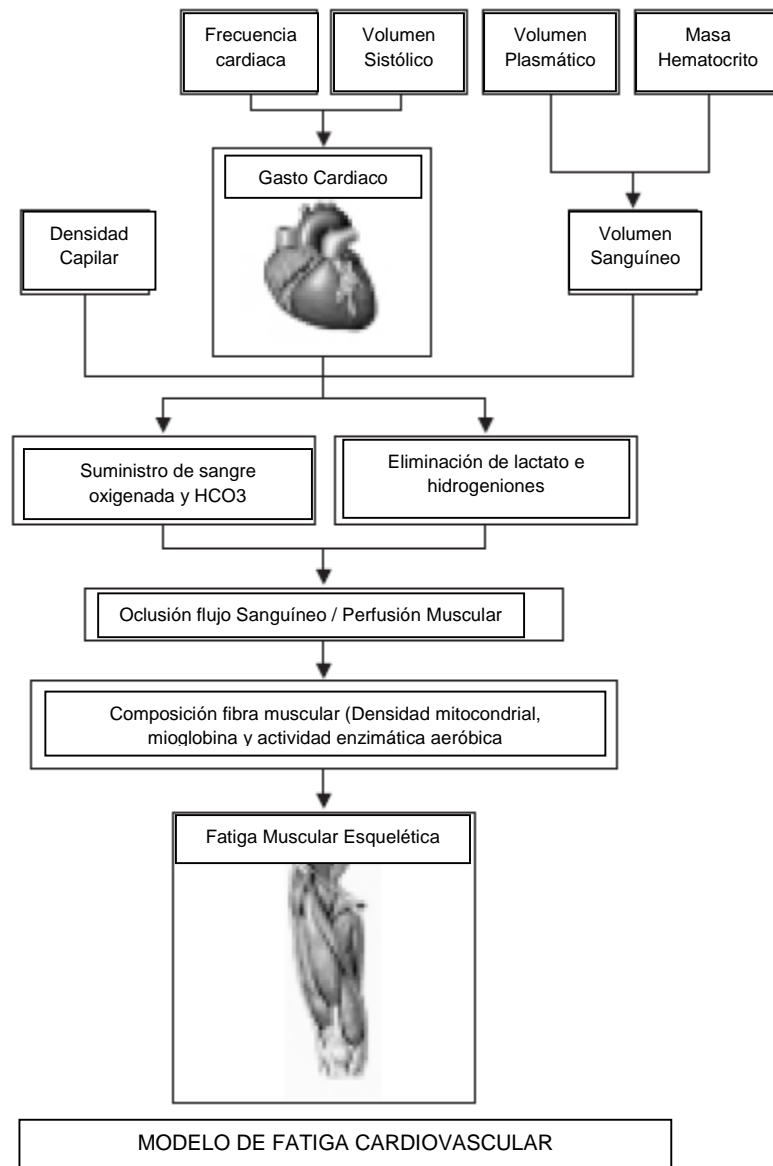 Frecuencia
cardiaca
Volumen
Sistólico
Volumen
Plasmático
Masa
Hematocrito
Gasto Cardiaco
Densidad
Capilar
Volumen
Sanguíneo
Suministro de sangre
oxigenada y HCO3
Eliminación de lactato e
hidrogeniones
Oclusión flujo Sanguíneo / Perfusión Muscular
Composición fibra muscular (Densidad mitocondrial,
mioglobina y actividad enzimática aeróbica
Fatiga Muscular Esquelética
MODELO DE FATIGA CARDIOVASCULAR